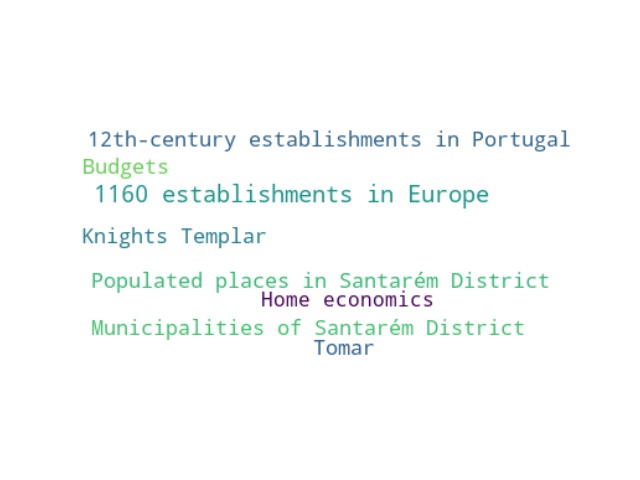 12th-century establishments in Portugal
Budgets
1160 establishments in Europe
Knights Templar
Populated places in Santarém District
Home economics
Municipalities of Santarém District
Tomar